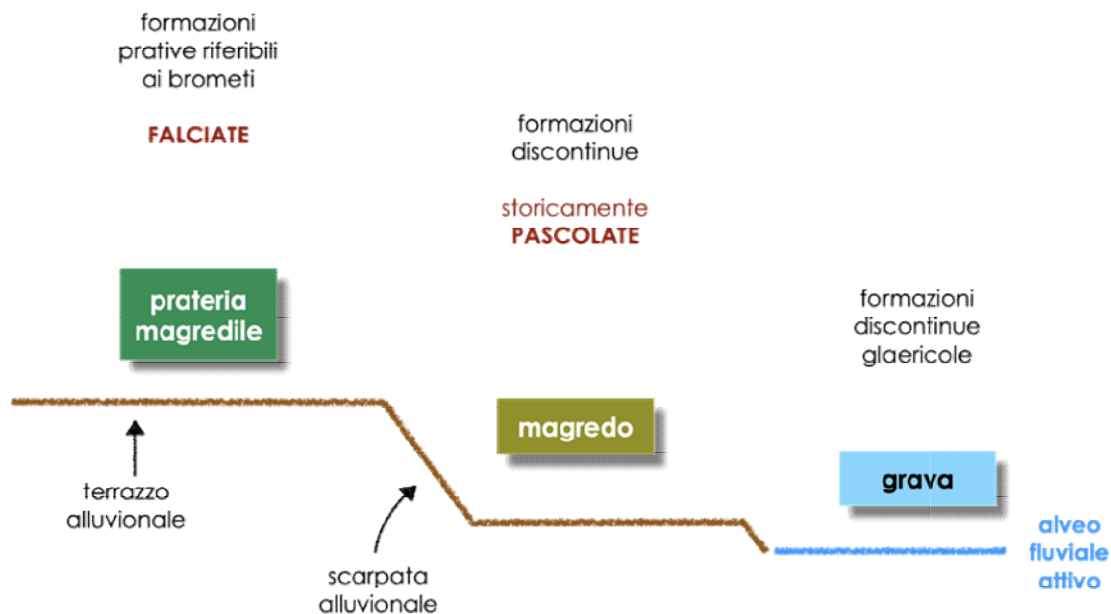 formazioni
prative riferibili
ai brometi
FALCIATE
prateria
magredile
terrazzo
alluvionale
formazioni
discontinue
storicamente
PASCOLATE
magredo
scarpata
alluvionale
formazioni
discontinue
glaericole
grava
alveo
fluviale
attivo